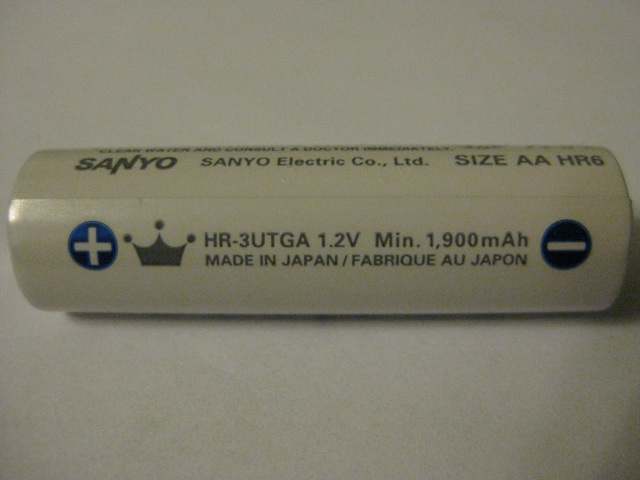 CLEAR WATER AND CONSULT A DOCTOR IMMEDIATELY.
SANYO SANYO Electric Co., Ltd. SIZE AA HR6
+ HR-3UTGA 1.2V Min. 1,900mAh −
MADE IN JAPAN / FABRIQUE AU JAPON